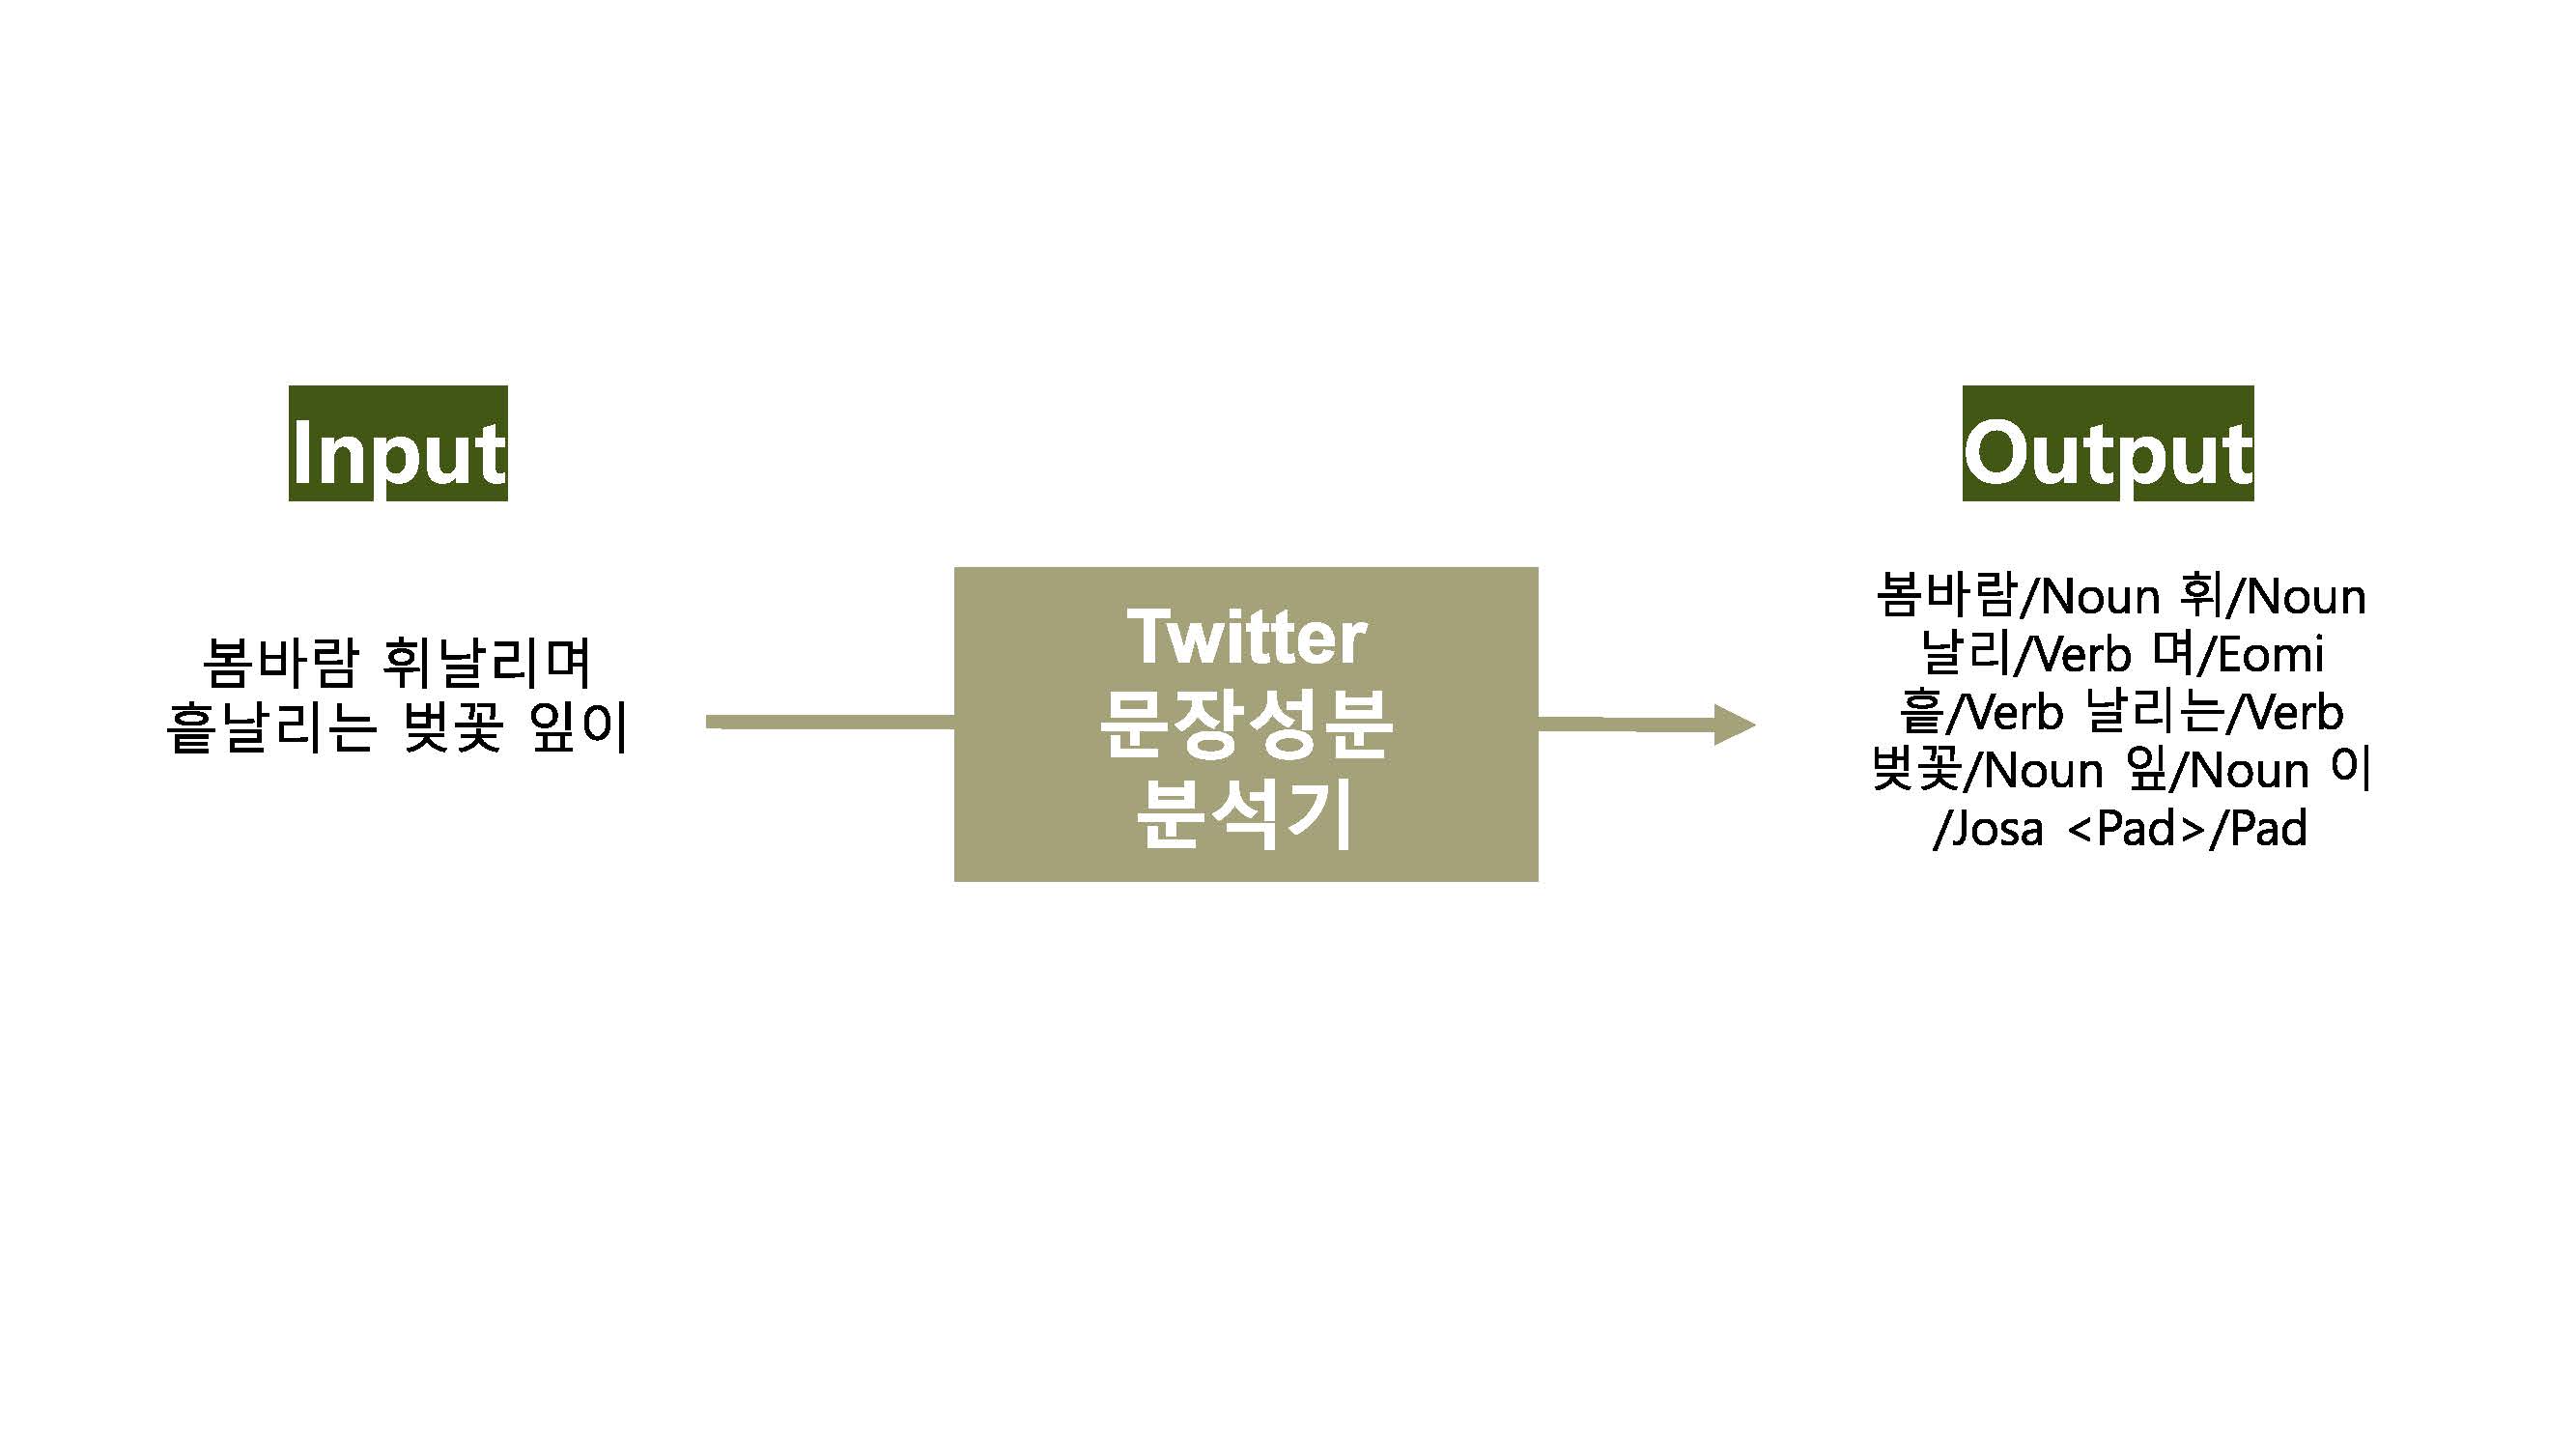 Input
봄바람 휘날리며
흩날리는 벚꽃 잎이
Twitter
문장성분
분석기
Output
봄바람/Noun 휘/Noun
날리/Verb 며/Eomi
흩/Verb 날리는/Verb
벚꽃/Noun 잎/Noun 이
/Josa <Pad>/Pad